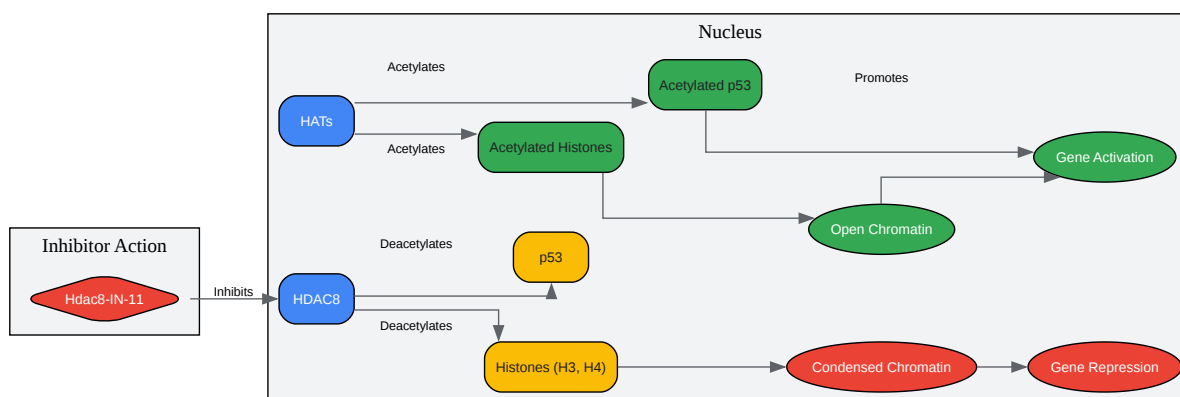 Nucleus
Acetylates
Promotes
Acetylated p53
HATs
Acetylates
Acetylated Histones
Gene Activation
Open Chromatin
Inhibitor Action
Deacetylates
p53
Hdac8-IN-11
Inhibits
HDAC8
Deacetylates
Histones (H3, H4)
Condensed Chromatin
Gene Repression